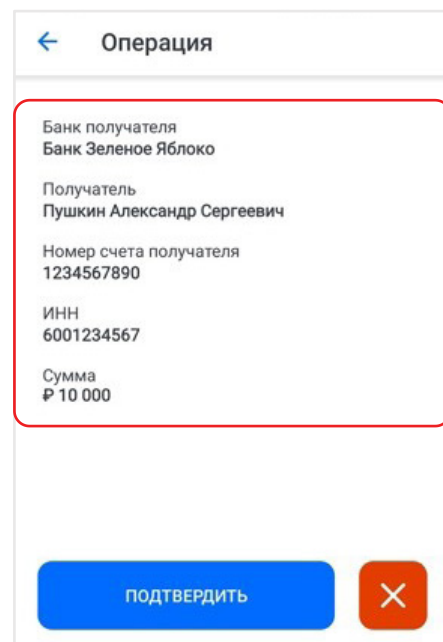 Операция
Банк получателя
Банк Зеленое Яблоко
Получатель
Пушкин Александр Сергеевич
Номер счета получателя
1234567890
ИНН
6001234567
Сумма
₽ 10 000
ПОДТВЕРДИТЬ